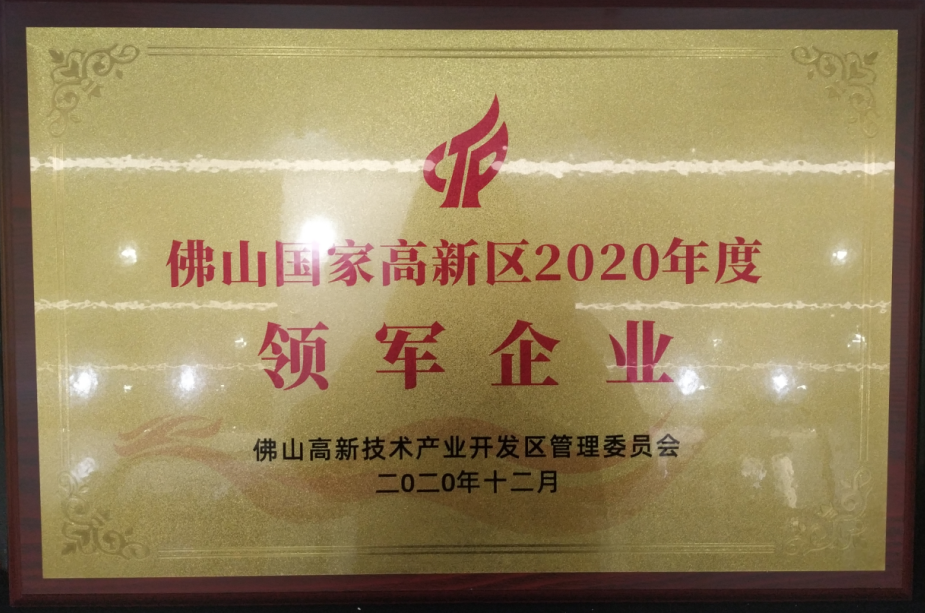 佛山国家高新区2020年度
领军企业
佛山高新技术产业开发区管理委员会
二0二0年十二月